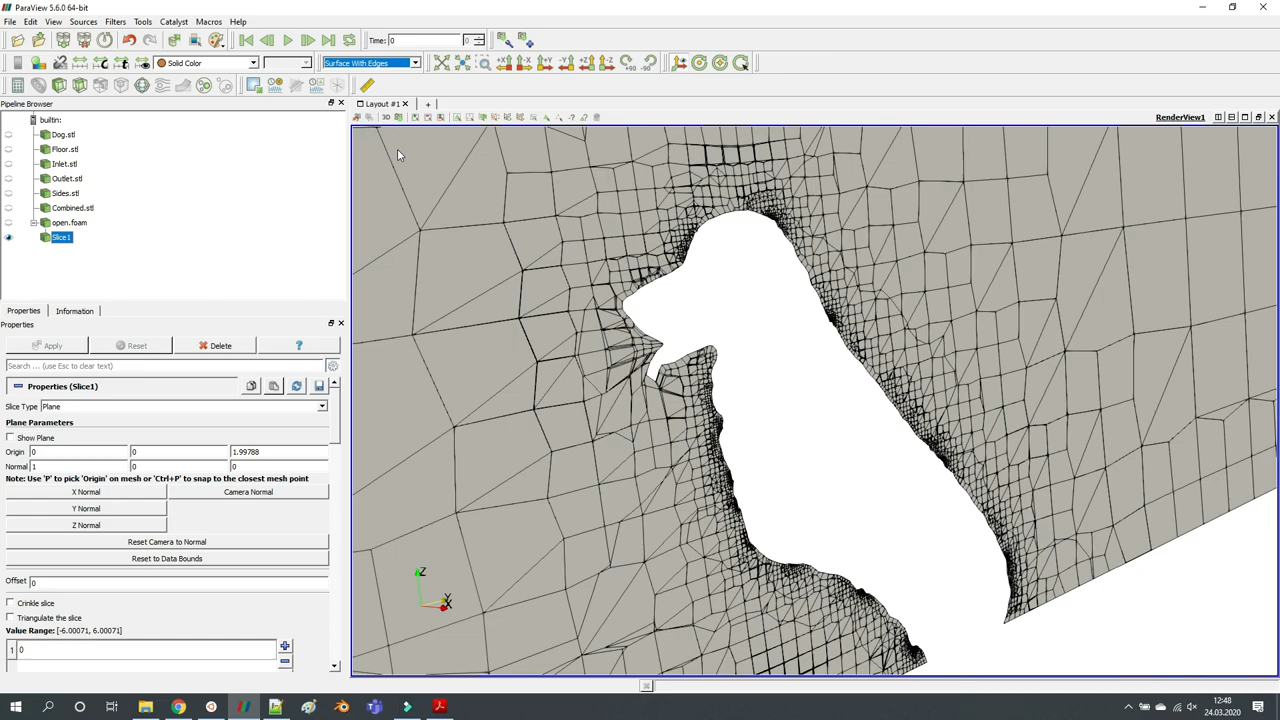 ParaView 5.6.0 64-bit
File Edit View Sources Filters Tools Catalyst Macros Help
Time: 0 0
Solid Color Surface With Edges +X -X +Y -Y +Z -Z +90 -90
Pipeline Browser
Layout #1
3D RenderView1
builtin:
Dog.stl
Floor.stl
Inlet.stl
Outlet.stl
Sides.stl
Combined.stl
open.foam
Slice1
Properties Information
Properties
Apply Reset Delete ?
Search ... (use Esc to clear text)
Properties (Slice1)
Slice Type Plane
Plane Parameters
Show Plane
Origin 0 0 1.99788
Normal 1 0 0
Note: Use 'P' to pick 'Origin' on mesh or 'Ctrl+P' to snap to the closest mesh point
X Normal Camera Normal
Y Normal
Z Normal
Reset Camera to Normal
Reset to Data Bounds
Offset 0
Crinkle slice
Triangulate the slice
Value Range: [-6.00071, 6.00071]
1 0
Z
Y
X
12:48
24.03.2020